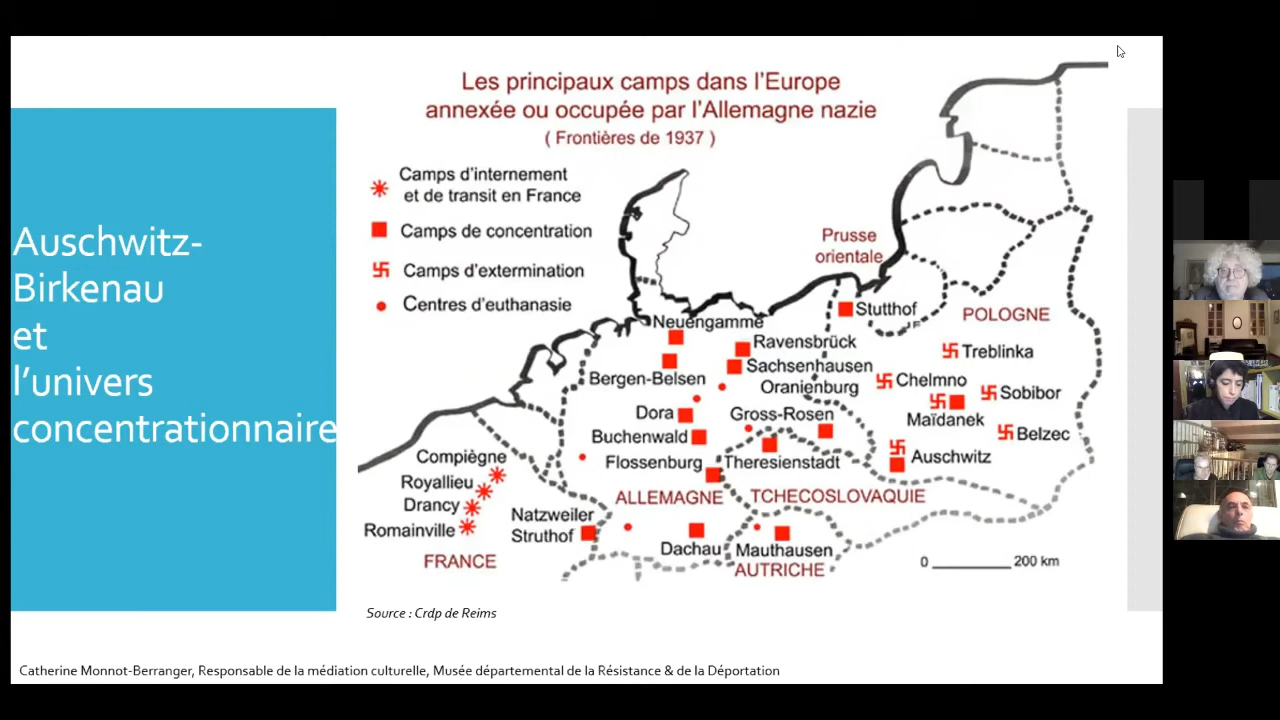 Auschwitz-
Birkenau
et
l'univers
concentrationnaire
Les principaux camps dans l'Europe
annexée ou occupée par l'Allemagne nazie
( Frontières de 1937 )
Camps d'internement
et de transit en France
Camps de concentration
Camps d'extermination
Centres d'euthanasie
Prusse
orientale
Stutthof
POLOGNE
Neuengamme
Ravensbrück
Treblinka
Sachsenhausen
Oranienburg
Bergen-Belsen
Chelmno
Sobibor
Dora
Gross-Rosen
Maïdanek
Buchenwald
Belzec
Flossenburg
Theresienstadt
Auschwitz
Compiègne
Royallieu
Drancy
Romainville
ALLEMAGNE
TCHECOSLOVAQUIE
Natzweiler
Struthof
Dachau
Mauthausen
FRANCE
AUTRICHE
0 200 km
Source : Crdp de Reims
Catherine Monnot-Berranger, Responsable de la médiation culturelle, Musée départemental de la Résistance & de la Déportation